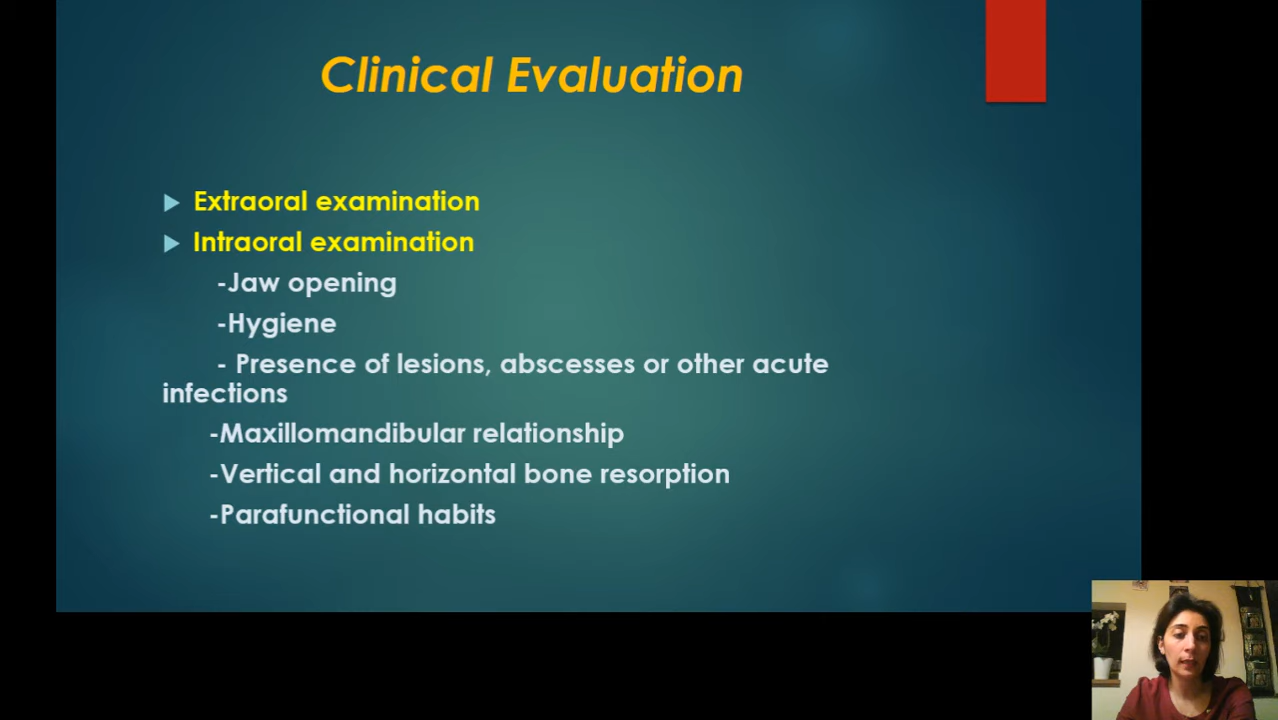 Clinical Evaluation
Extraoral examination
Intraoral examination
-Jaw opening
-Hygiene
- Presence of lesions, abscesses or other acute
infections
-Maxillomandibular relationship
-Vertical and horizontal bone resorption
-Parafunctional habits